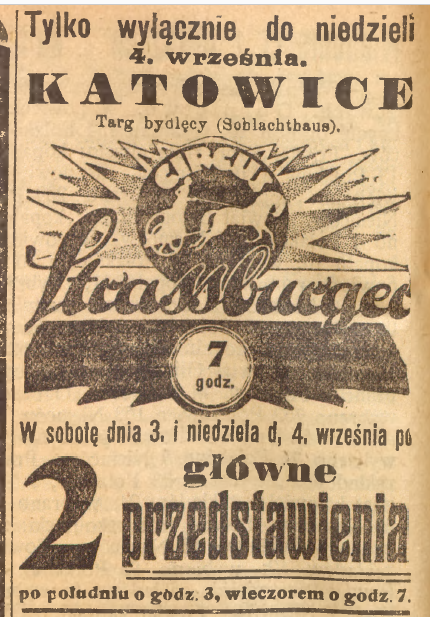 Tylko wyłącznie do niedzieli
4. września.
KATOWICE
Targ bydlęcy (Schlachthaus).
CIRCUS
Strassburger
7
godz.
W sobotę dnia 3. i niedziela d, 4. września po
2 główne
przedstawienia
po południu o godz. 3, wieczorem o godz. 7.